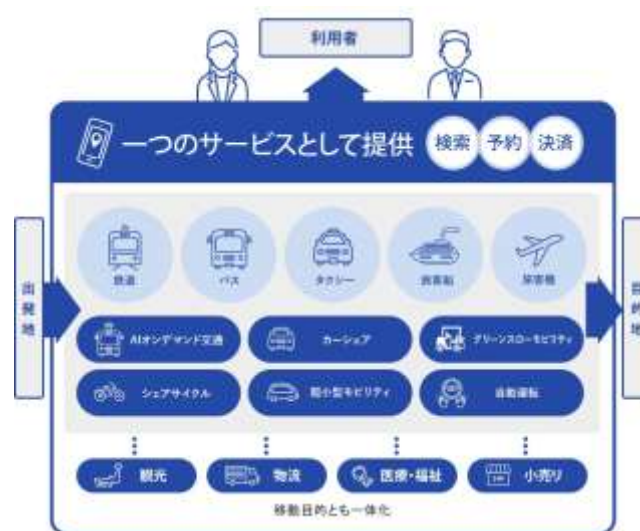 利用者
一つのサービスとして提供 検索 予約 決済
出発地
目的地
鉄道 バス タクシー 旅客船 旅客機
AIオンデマンド交通 カーシェア グリーンスローモビリティ
シェアサイクル 超小型モビリティ 自動運転
観光 物流 医療・福祉 小売り
移動目的とも一体化